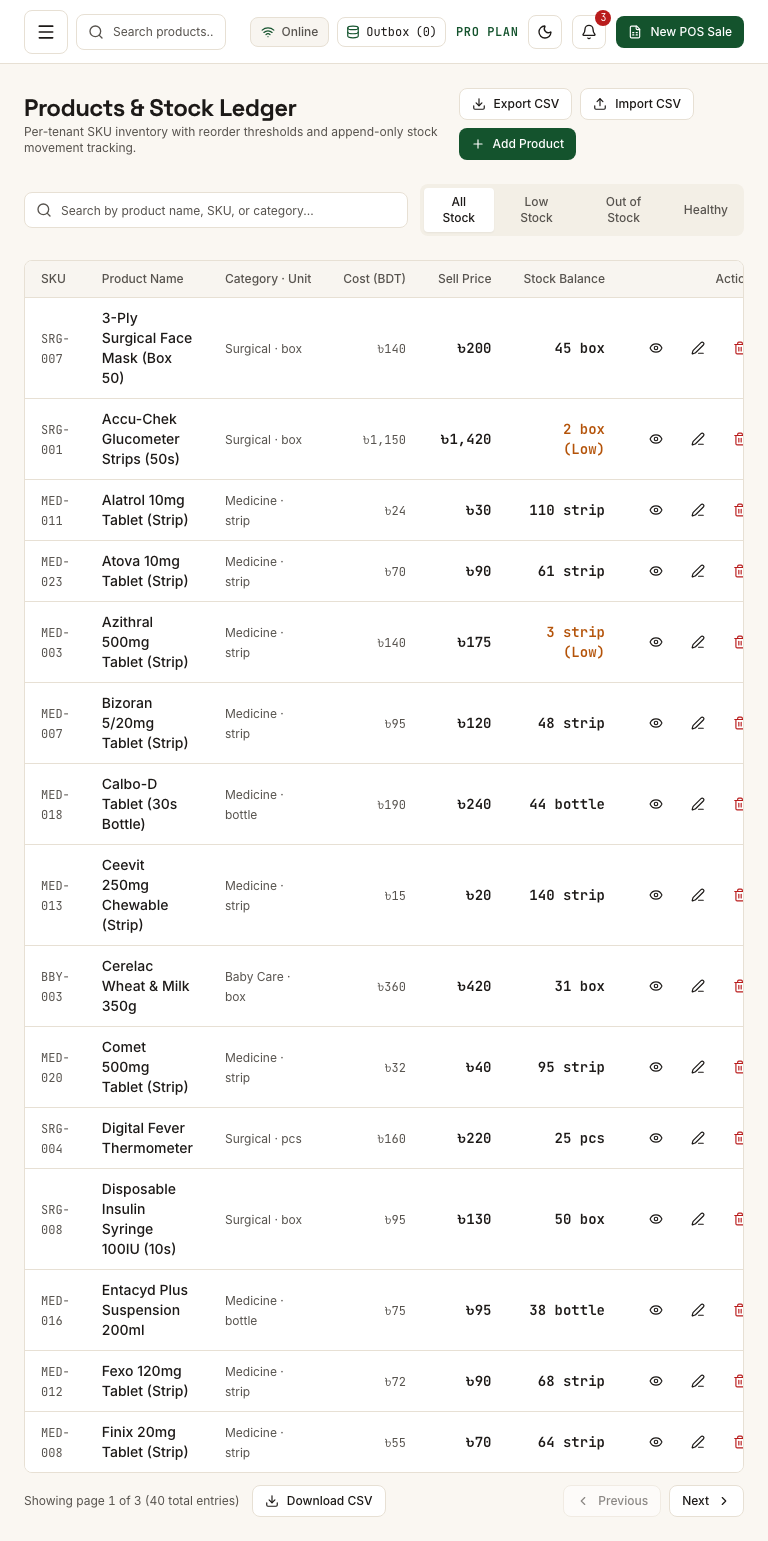 Search products..
Online
Outbox (0)
PRO PLAN
3
New POS Sale
Products & Stock Ledger
Per-tenant SKU inventory with reorder thresholds and append-only stock
movement tracking.
Export CSV
Import CSV
Add Product
Search by product name, SKU, or category...
All
Stock
Low
Stock
Out of
Stock
Healthy
SKU Product Name Category · Unit Cost (BDT) Sell Price Stock Balance
SRG-
007
3-Ply
Surgical Face
Mask (Box
50)
Surgical · box
৳140
৳200
45 box
SRG-
001
Accu-Chek
Glucometer
Strips (50s)
Surgical · box
৳1,150
৳1,420
2 box
(Low)
MED-
011
Alatrol 10mg
Tablet (Strip)
Medicine ·
strip
৳24
৳30
110 strip
MED-
023
Atova 10mg
Tablet (Strip)
Medicine ·
strip
৳70
৳90
61 strip
MED-
003
Azithral
500mg
Tablet (Strip)
Medicine ·
strip
৳140
৳175
3 strip
(Low)
MED-
007
Bizoran
5/20mg
Tablet (Strip)
Medicine ·
strip
৳95
৳120
48 strip
MED-
018
Calbo-D
Tablet (30s
Bottle)
Medicine ·
bottle
৳190
৳240
44 bottle
MED-
013
Ceevit
250mg
Chewable
(Strip)
Medicine ·
strip
৳15
৳20
140 strip
BBY-
003
Cerelac
Wheat & Milk
350g
Baby Care ·
box
৳360
৳420
31 box
MED-
020
Comet
500mg
Tablet (Strip)
Medicine ·
strip
৳32
৳40
95 strip
SRG-
004
Digital Fever
Thermometer
Surgical · pcs
৳160
৳220
25 pcs
SRG-
008
Disposable
Insulin
Syringe
100IU (10s)
Surgical · box
৳95
৳130
50 box
MED-
016
Entacyd Plus
Suspension
200ml
Medicine ·
bottle
৳75
৳95
38 bottle
MED-
012
Fexo 120mg
Tablet (Strip)
Medicine ·
strip
৳72
৳90
68 strip
MED-
008
Finix 20mg
Tablet (Strip)
Medicine ·
strip
৳55
৳70
64 strip
Showing page 1 of 3 (40 total entries)
Download CSV
Previous
Next